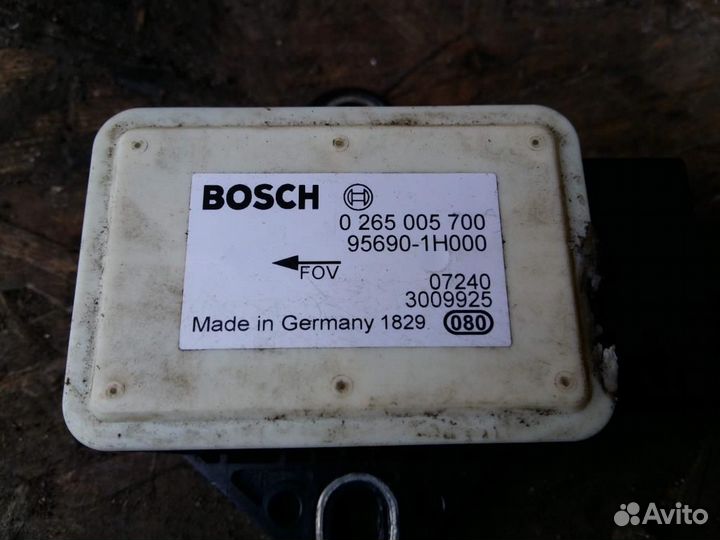 BOSCH
0 265 005 700
95690-1H000
FOV
07240
3009925
Made in Germany 1829 080
Avito